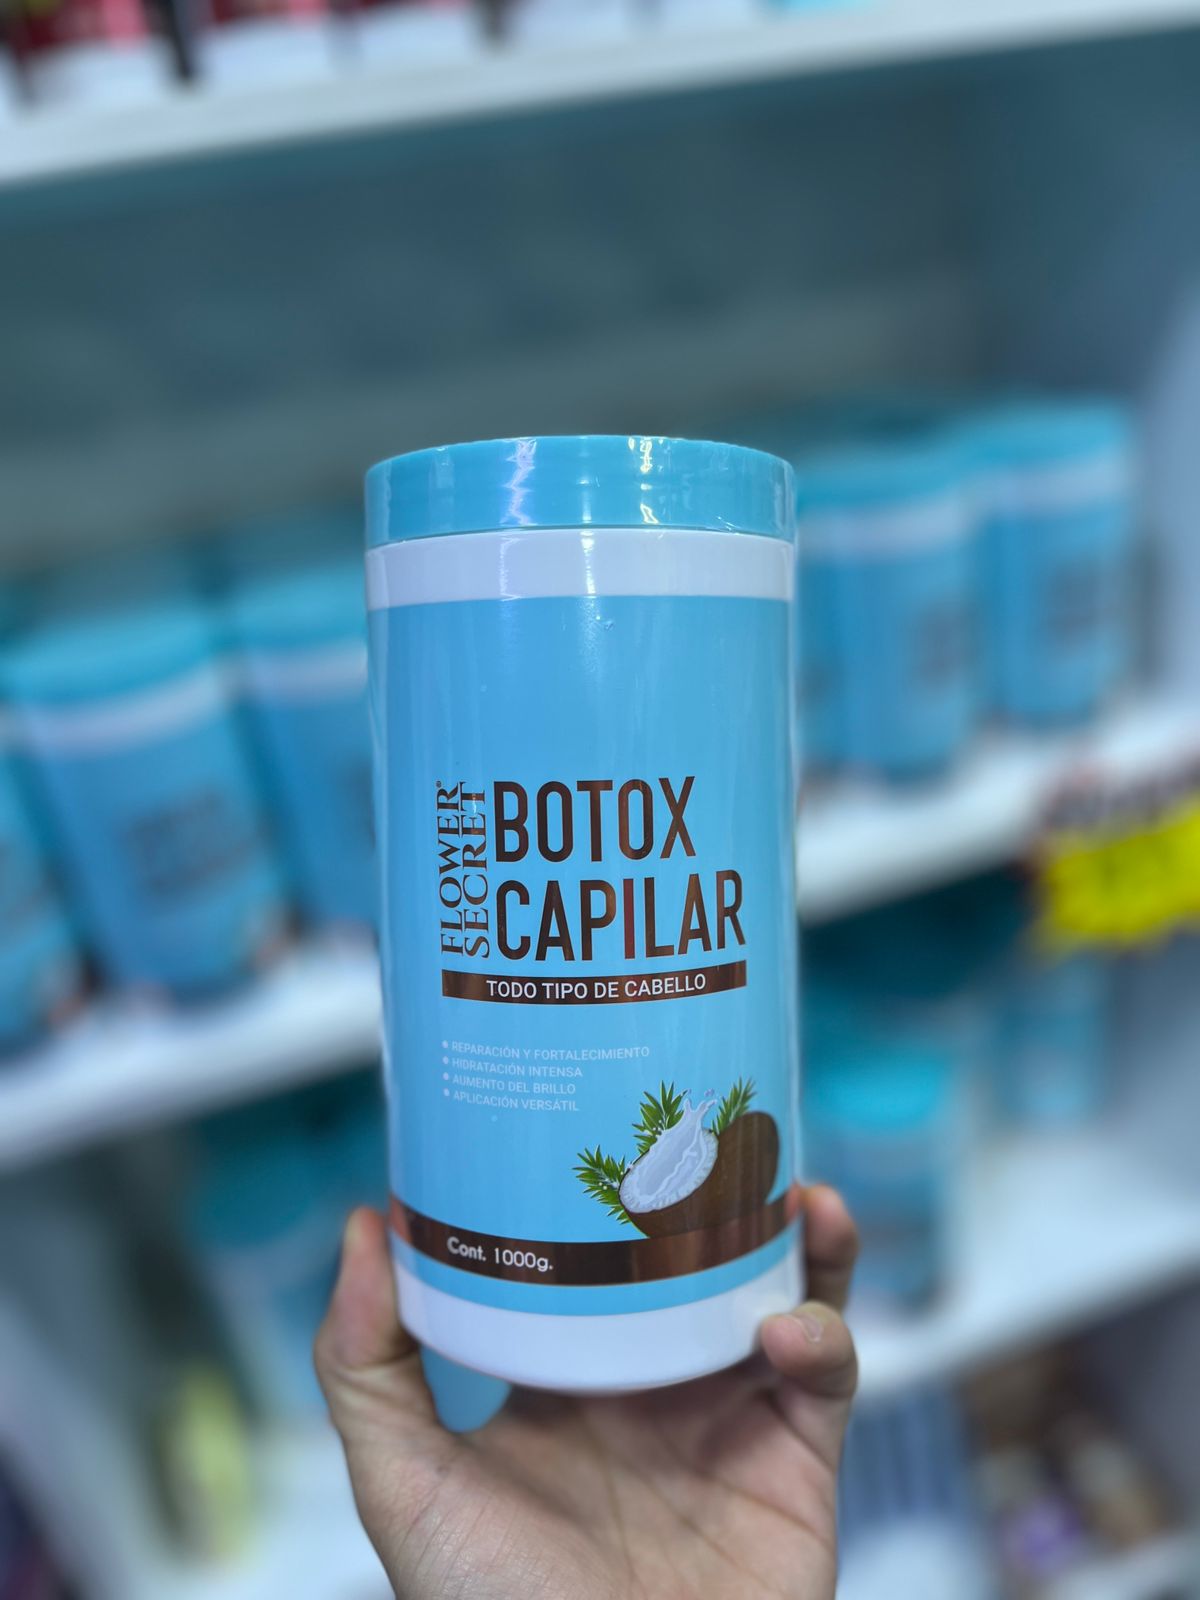 FLOWER®
SECRET
BOTOX
CAPILAR
TODO TIPO DE CABELLO
• REPARACIÓN Y FORTALECIMIENTO
• HIDRATACIÓN INTENSA
• AUMENTO DEL BRILLO
• APLICACIÓN VERSÁTIL
Cont. 1000g.